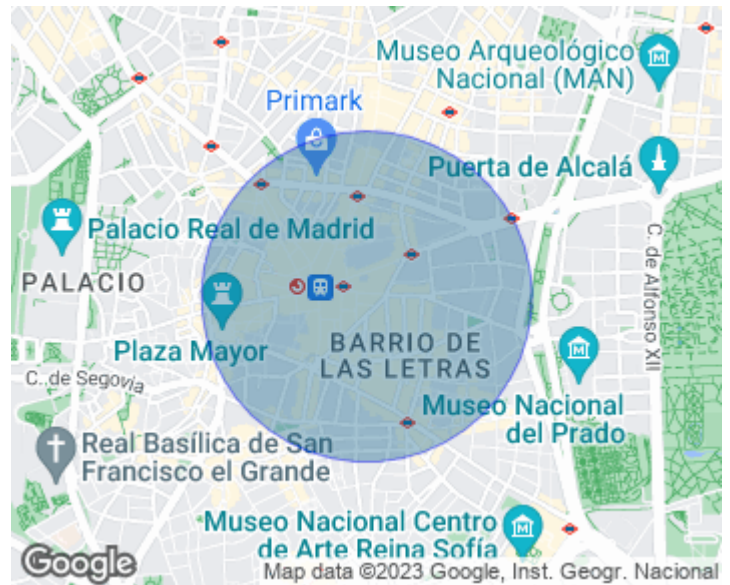 Museo Arqueológico
Nacional (MAN)
Primark
Puerta de Alcalá
Palacio Real de Madrid
PALACIO
C. de Alfonso XII
Plaza Mayor
BARRIO DE
LAS LETRAS
C. de Segovia
Museo Nacional
del Prado
Real Basílica de San
Francisco el Grande
Museo Nacional Centro
de Arte Reina Sofía
Google
Map data ©2023 Google, Inst. Geogr. Nacional